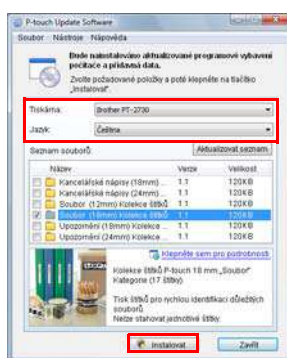 P-touch Update Software
Soubor Nástroje Nápověda
Bude nainstalováno aktualizované programové vybavení
počítače a přídavná data.
Zvolte požadované položky a poté klepněte na tlačítko
„Instalovat".
Tiskárna: Brother PT-2730
Jazyk: Čeština
Seznam souborů Aktualizovat seznam
Název Verze Velikost
Kancelářské nápisy (18mm) ... 1.1 120KB
Kancelářské nápisy (24mm) ... 1.1 120KB
Soubor (12mm) Kolekce štítků 1.1 120KB
Soubor (18mm) Kolekce štítků 1.1 120KB
Upozornění (18mm) Kolekce ... 1.1 120KB
Upozornění (24mm) Kolekce ... 1.1 120KB
Klepněte sem pro podrobnosti
Kolekce štítků P-touch 18 mm „Soubor"
Kategorie (17 štítky)
Tisk štítků pro rychlou identifikaci důležitých
souborů
Nelze stahovat jednotlivé štítky.
Instalovat Zavřít